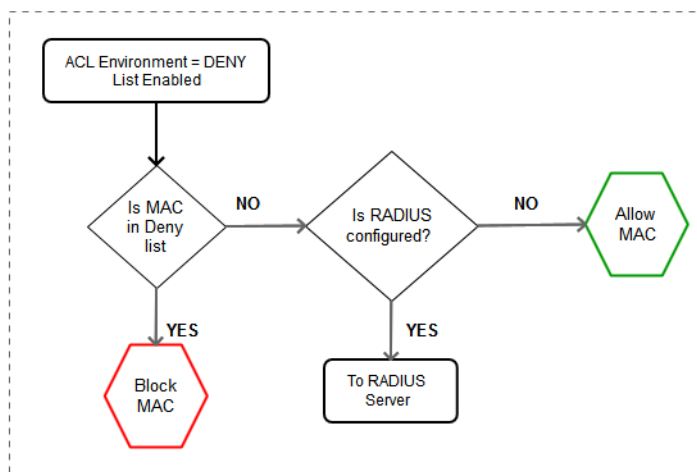 ACL Environment = DENY
List Enabled
Is MAC
in Deny
list
NO
Is RADIUS
configured?
NO
Allow
MAC
YES
Block
MAC
YES
To RADIUS
Server